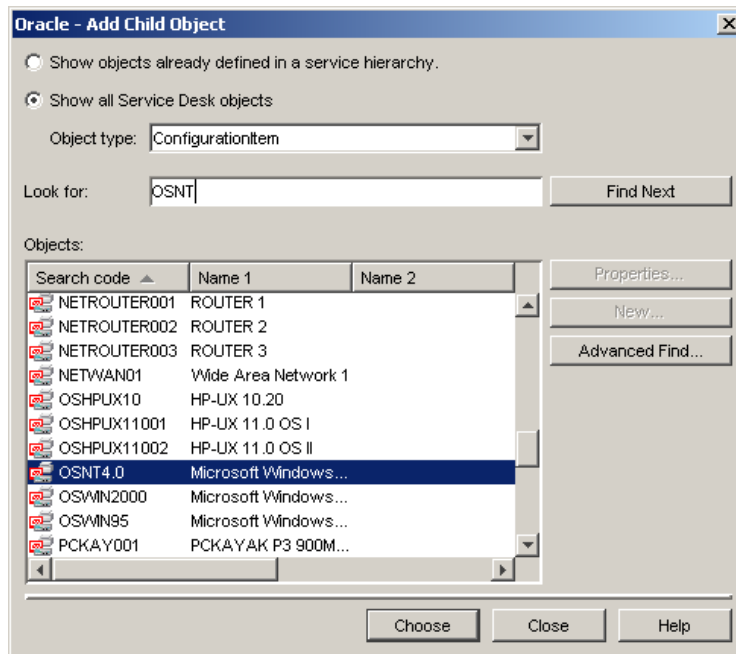 Oracle - Add Child Object
Show objects already defined in a service hierarchy.
Show all Service Desk objects
Object type: ConfigurationItem
Look for: OSNT Find Next
Objects:
Search code Name 1 Name 2 Properties...
NETROUTER001 ROUTER 1
NETROUTER002 ROUTER 2 New...
NETROUTER003 ROUTER 3 Advanced Find...
NETWAN01 Wide Area Network 1
OSHPUX10 HP-UX 10.20
OSHPUX11001 HP-UX 11.0 OS I
OSHPUX11002 HP-UX 11.0 OS II
OSNT4.0 Microsoft Windows...
OSWIN2000 Microsoft Windows...
OSWIN95 Microsoft Windows...
PCKAY001 PCKAYAK P3 900M...
Choose Close Help